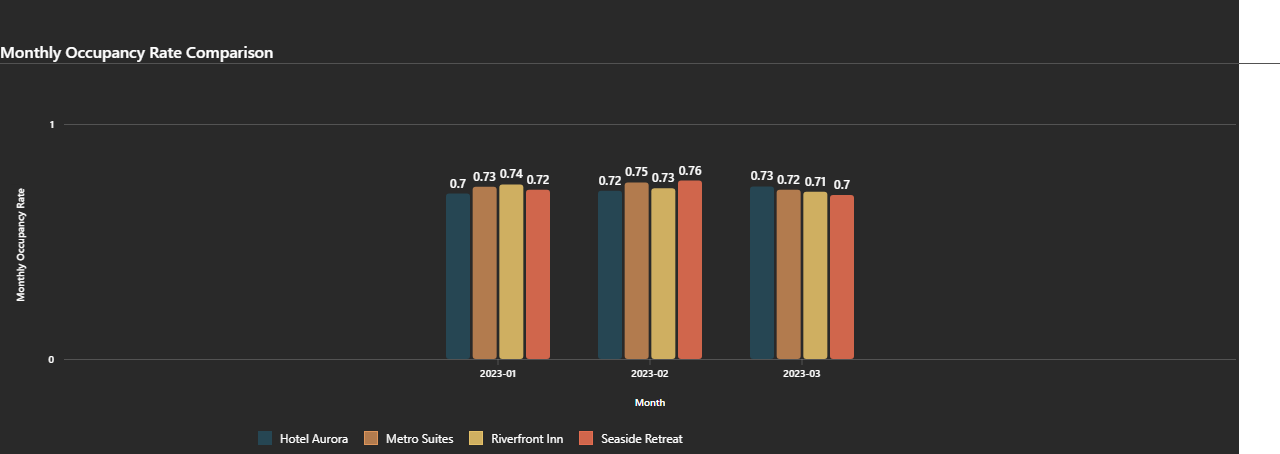 Monthly Occupancy Rate Comparison
1
0.7 0.73 0.74 0.72 0.72 0.75 0.73 0.76 0.73 0.72 0.71 0.7
Monthly Occupancy Rate
0
2023-01 2023-02 2023-03
Month
Hotel Aurora Metro Suites Riverfront Inn Seaside Retreat